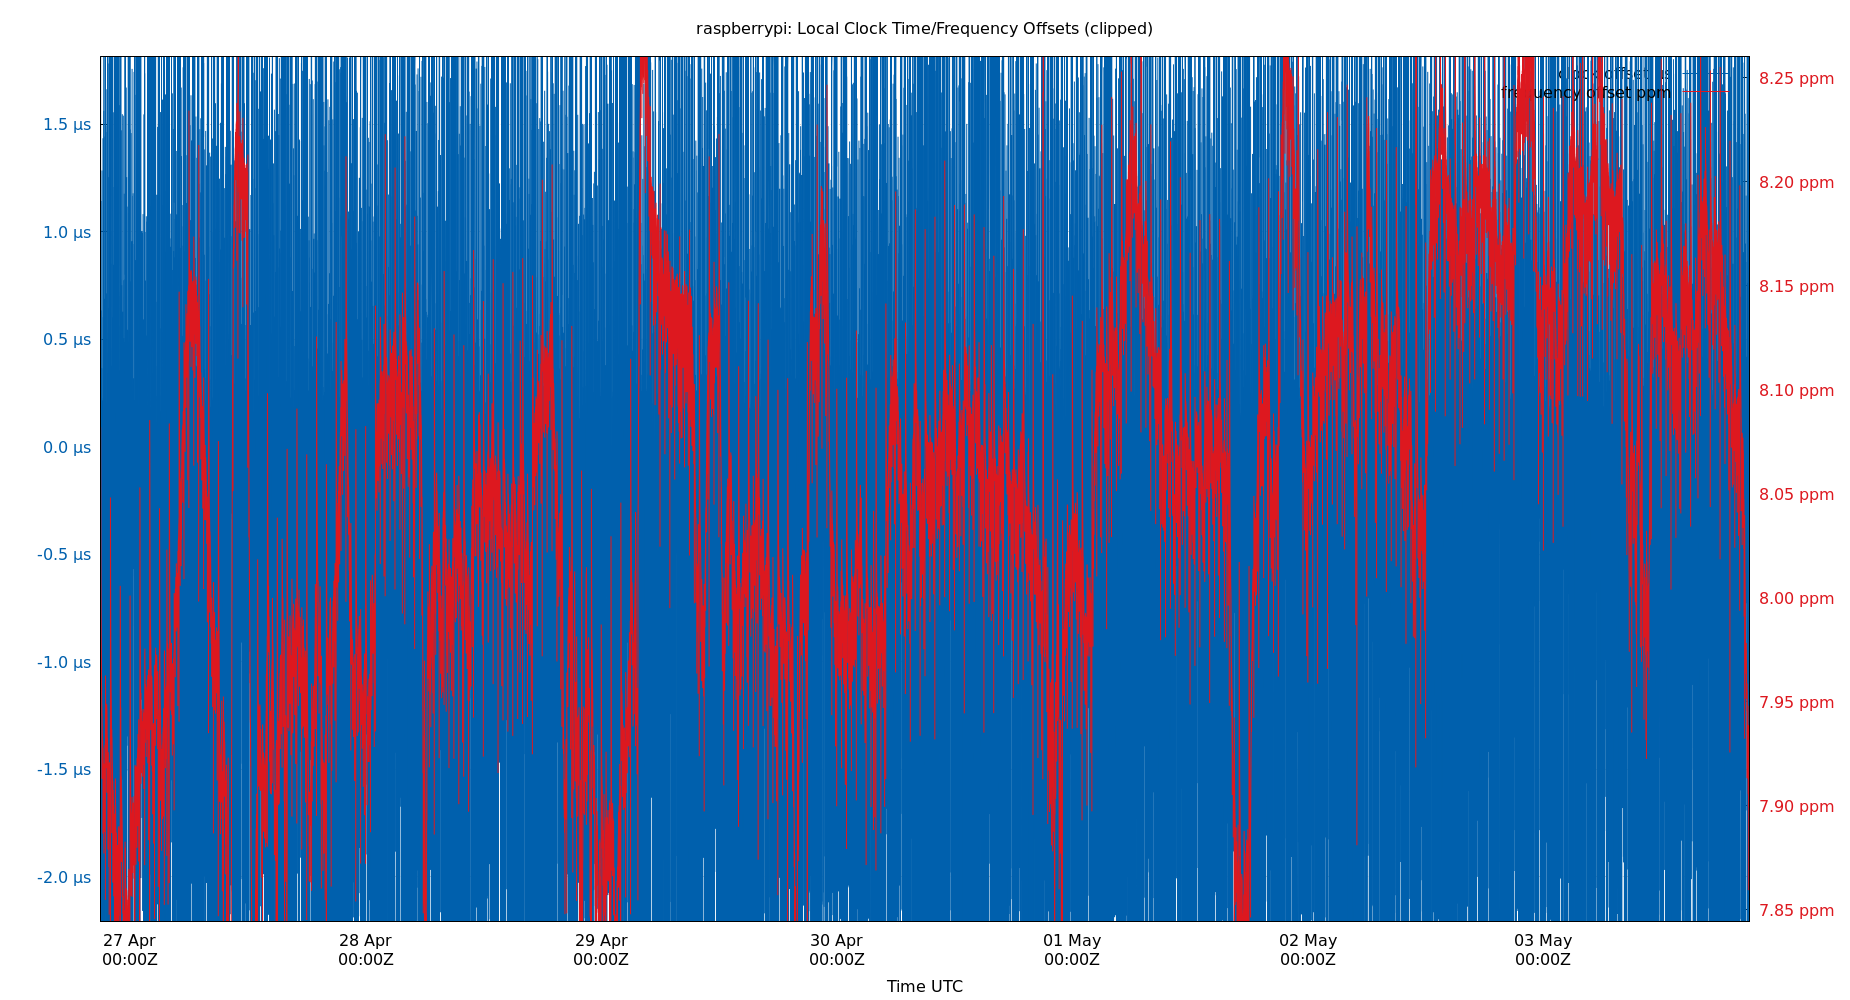 raspberrypi: Local Clock Time/Frequency Offsets (clipped)
clock offset µs
frequency offset ppm
1.5 µs
1.0 µs
0.5 µs
0.0 µs
-0.5 µs
-1.0 µs
-1.5 µs
-2.0 µs
8.25 ppm
8.20 ppm
8.15 ppm
8.10 ppm
8.05 ppm
8.00 ppm
7.95 ppm
7.90 ppm
7.85 ppm
27 Apr
00:00Z
28 Apr
00:00Z
29 Apr
00:00Z
30 Apr
00:00Z
01 May
00:00Z
02 May
00:00Z
03 May
00:00Z
Time UTC